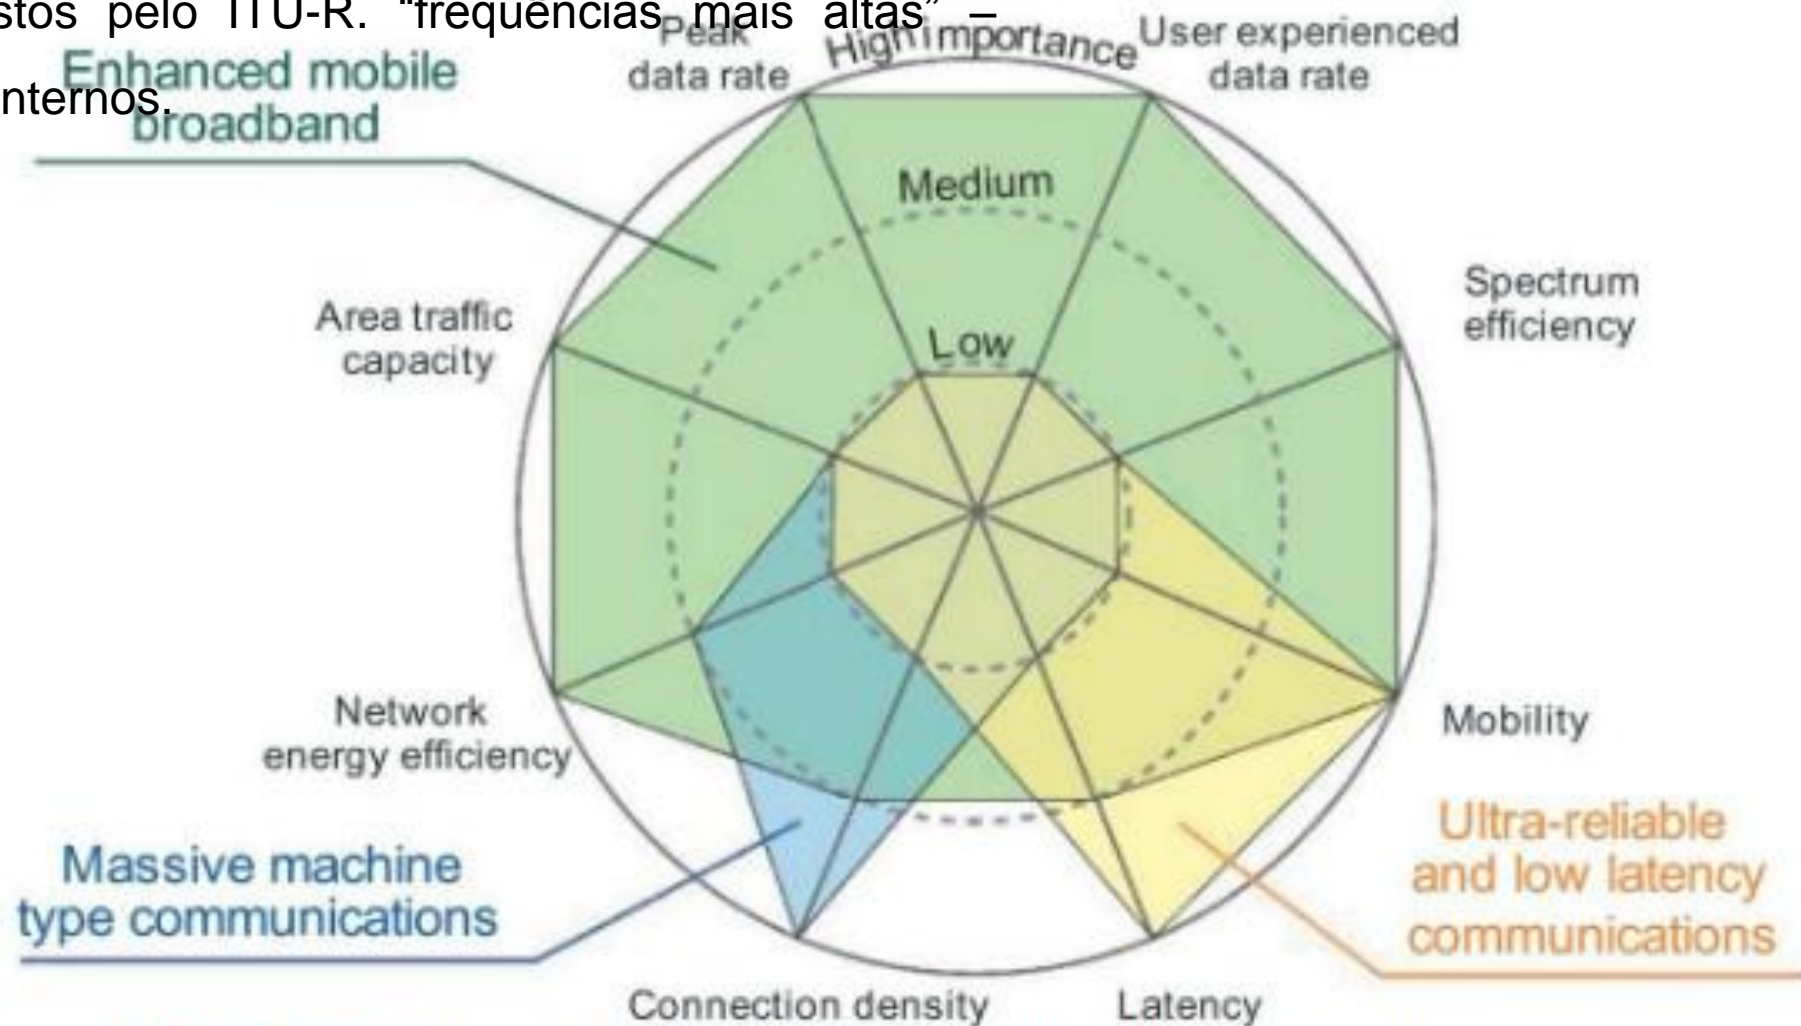 stos pelo ITU-R. “frequências mais altas” –
nternos.
Enhanced mobile
broadband
Peak
data rate
High importance
User experienced
data rate
Medium
Low
Area traffic
capacity
Spectrum
efficiency
Network
energy efficiency
Mobility
Massive machine
type communications
Ultra-reliable
and low latency
communications
Connection density
Latency